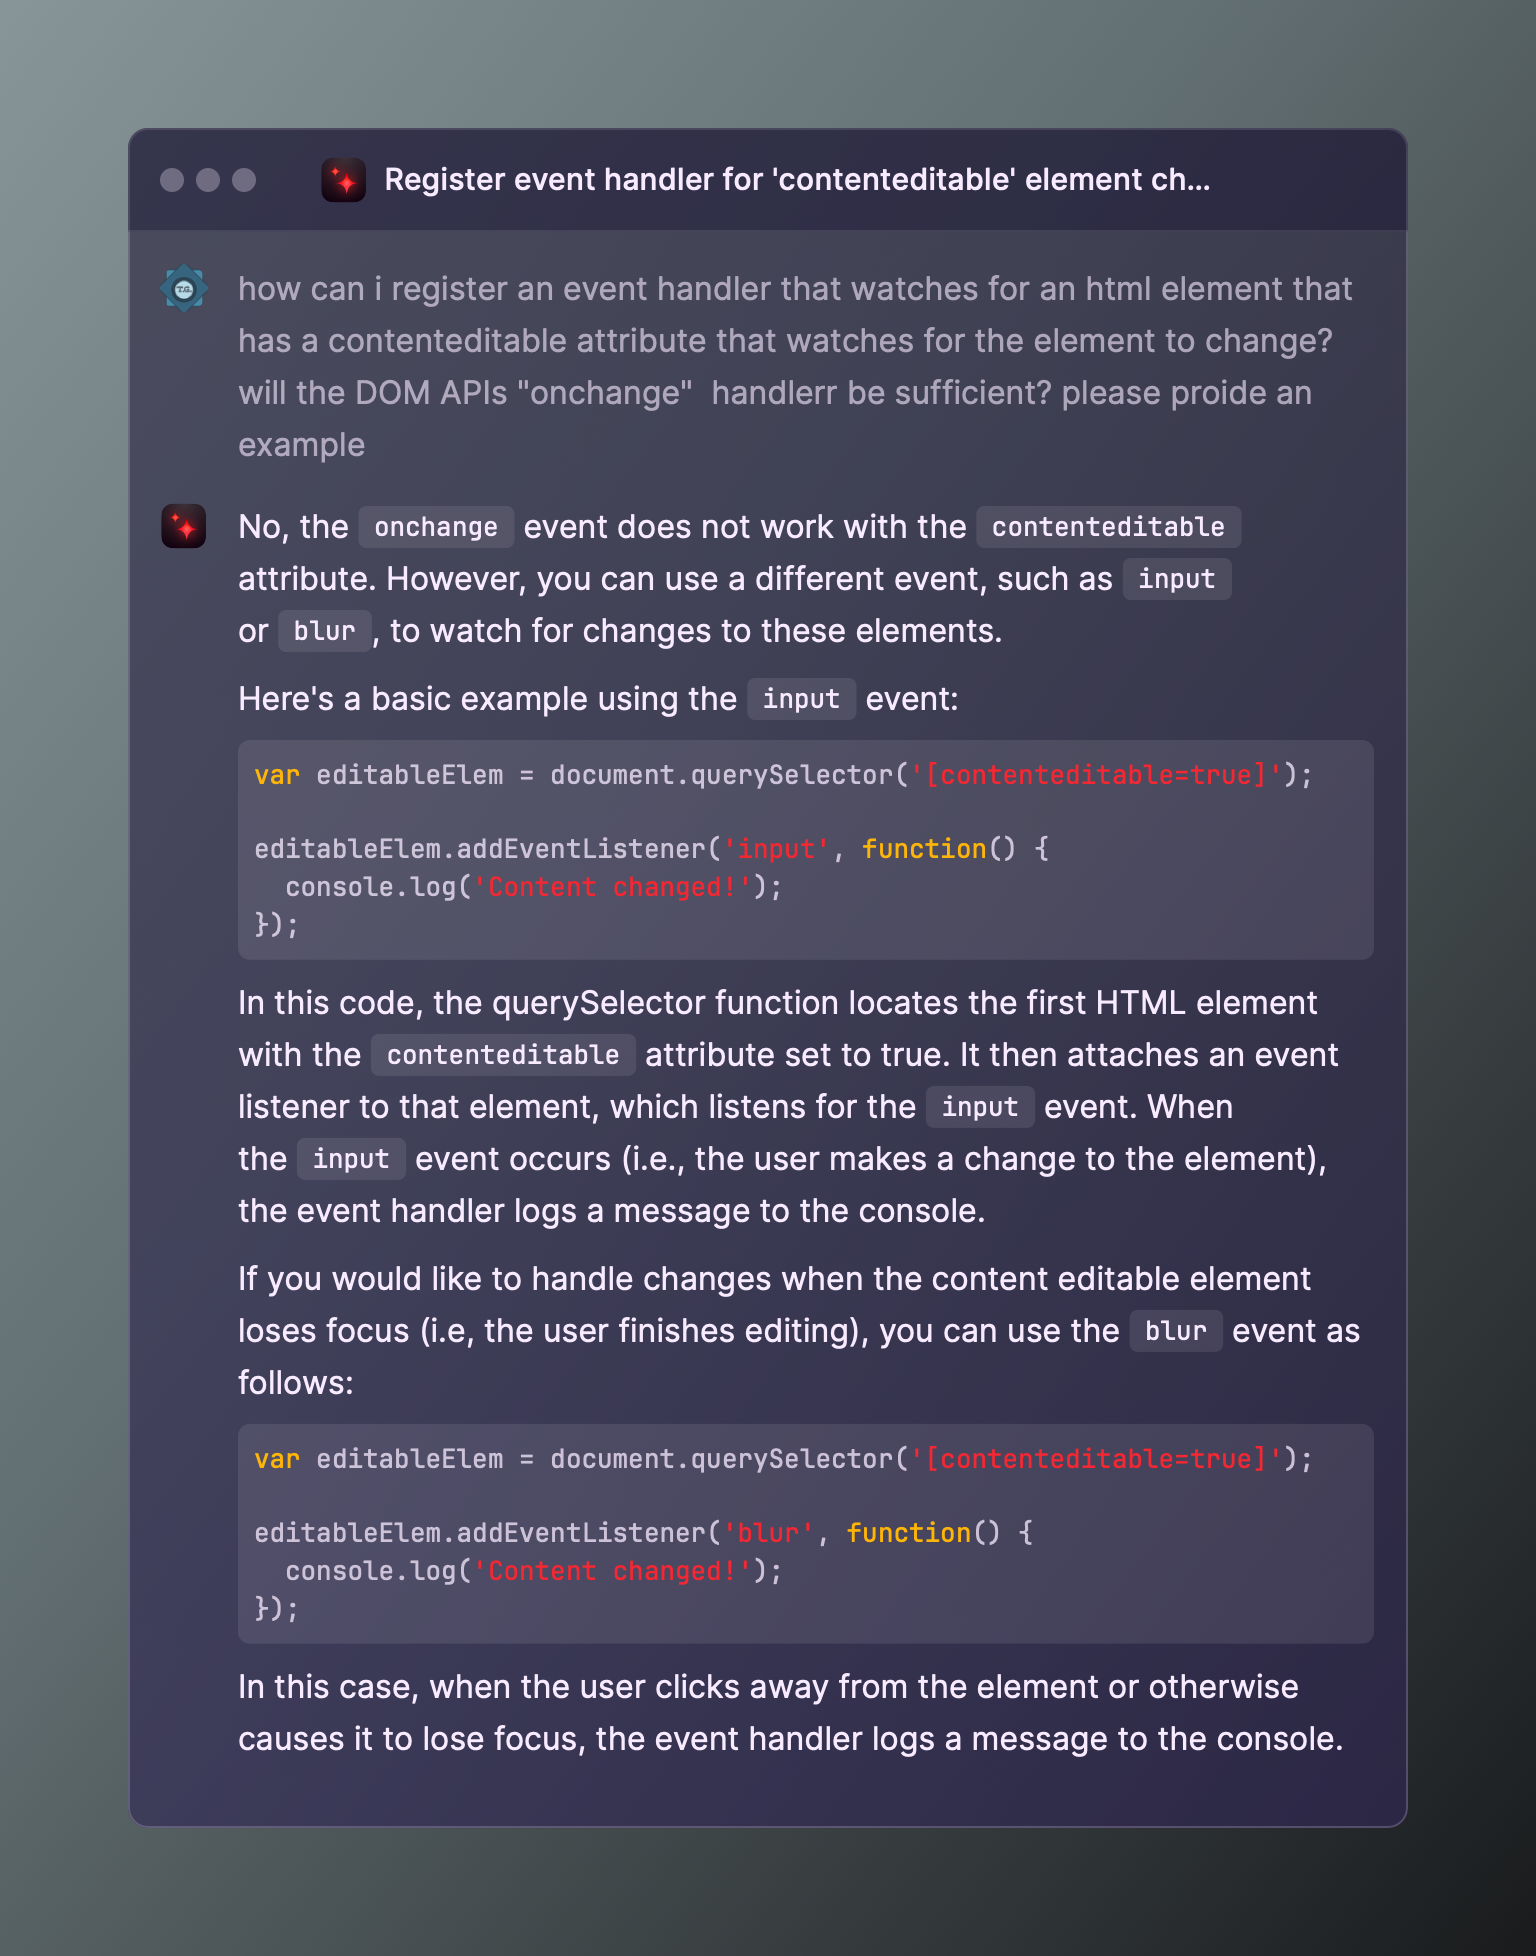 Register event handler for 'contenteditable' element ch...
T.G.
how can i register an event handler that watches for an html element that
has a contenteditable attribute that watches for the element to change?
will the DOM APIs "onchange"  handlerr be sufficient? please proide an
example
No, the onchange event does not work with the contenteditable
attribute. However, you can use a different event, such as input
or blur, to watch for changes to these elements.
Here's a basic example using the input event:
var editableElem = document.querySelector('[contenteditable=true]');
editableElem.addEventListener('input', function() {
  console.log('Content changed!');
});
In this code, the querySelector function locates the first HTML element
with the contenteditable attribute set to true. It then attaches an event
listener to that element, which listens for the input event. When
the input event occurs (i.e., the user makes a change to the element),
the event handler logs a message to the console.
If you would like to handle changes when the content editable element
loses focus (i.e, the user finishes editing), you can use the blur event as
follows:
var editableElem = document.querySelector('[contenteditable=true]');
editableElem.addEventListener('blur', function() {
  console.log('Content changed!');
});
In this case, when the user clicks away from the element or otherwise
causes it to lose focus, the event handler logs a message to the console.